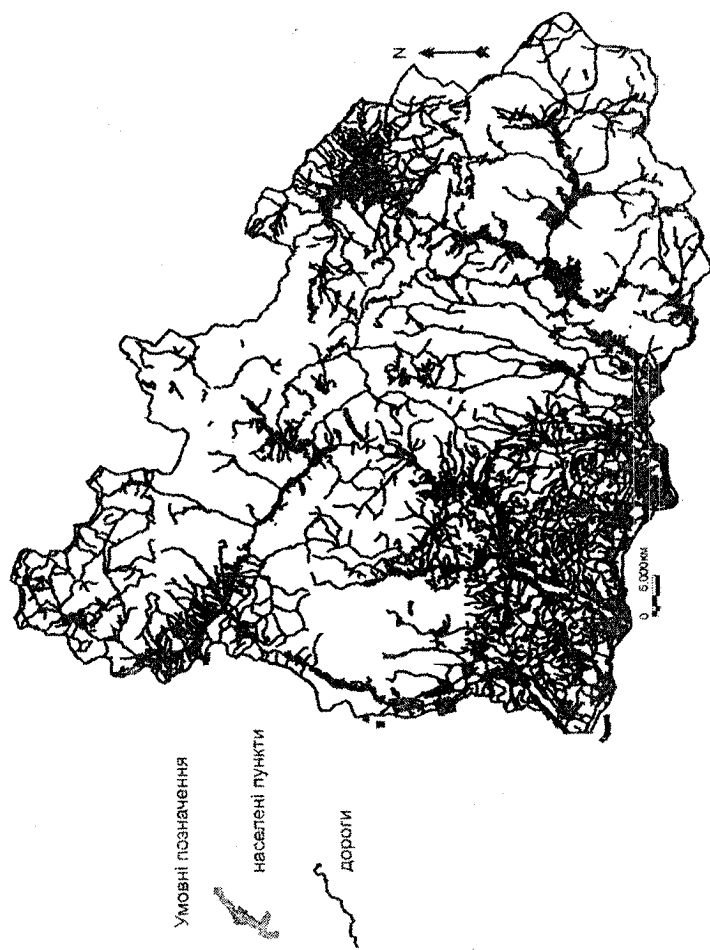 N
0 5.000км
Умовні позначення
населені пункти
дороги